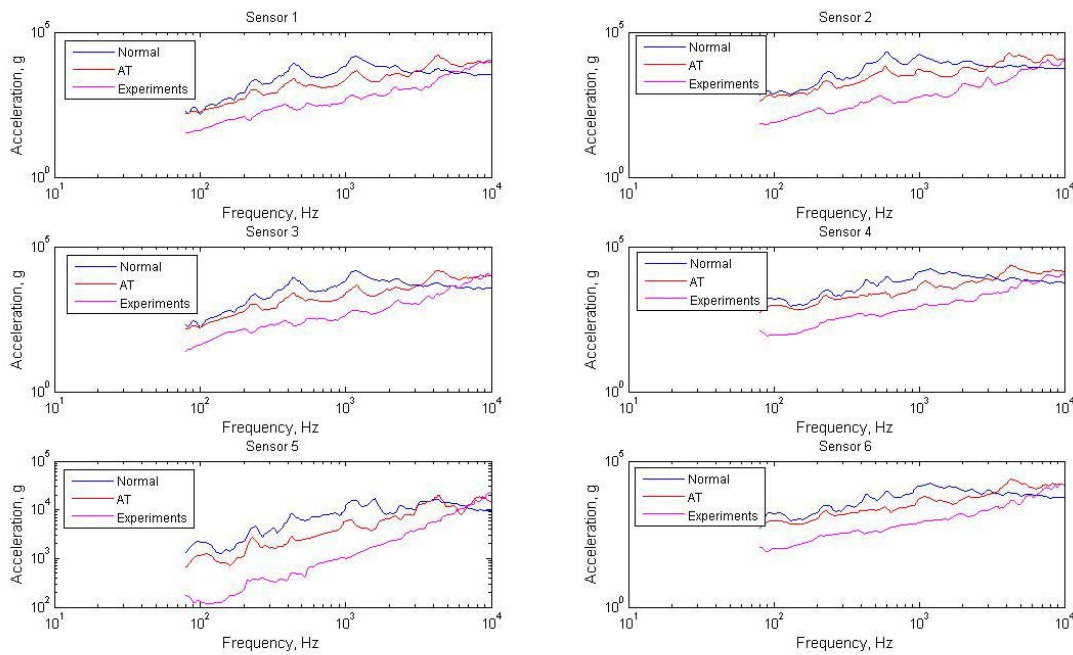 Sensor 1
10^5
Normal
AT
Experiments
Acceleration, g
10^0
10^1
10^2
10^3
10^4
Frequency, Hz
Sensor 2
10^5
Normal
AT
Experiments
Acceleration, g
10^0
10^1
10^2
10^3
10^4
Frequency, Hz
Sensor 3
10^5
Normal
AT
Experiments
Acceleration, g
10^0
10^1
10^2
10^3
10^4
Frequency, Hz
Sensor 4
10^5
Normal
AT
Experiments
Acceleration, g
10^0
10^1
10^2
10^3
10^4
Frequency, Hz
Sensor 5
10^5
10^4
10^3
10^2
Normal
AT
Experiments
Acceleration, g
10^1
10^2
10^3
10^4
Frequency, Hz
Sensor 6
10^5
Normal
AT
Experiments
Acceleration, g
10^0
10^1
10^2
10^3
10^4
Frequency, Hz